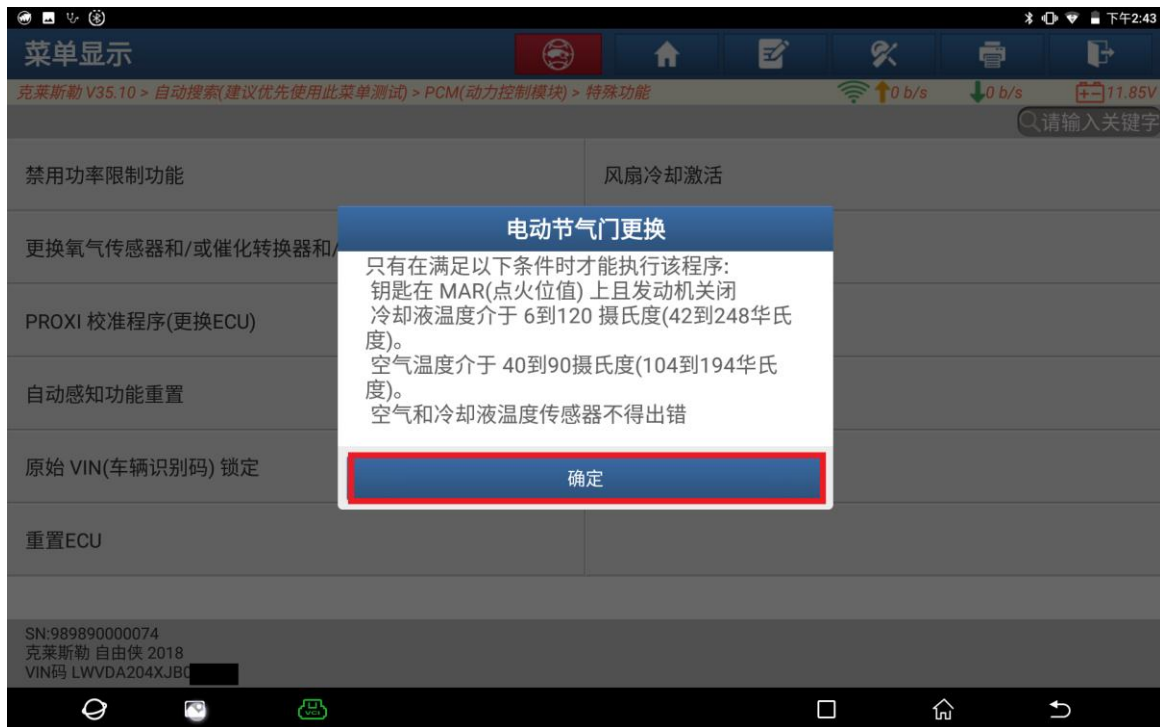 下午2:43
菜单显示
克莱斯勒 V35.10 > 自动搜索(建议优先使用此菜单测试) > PCM(动力控制模块) > 特殊功能
0 b/s
0 b/s
11.85V
请输入关键字
禁用功率限制功能
风扇冷却激活
更换氧气传感器和/或催化转换器和/
PROXI 校准程序(更换ECU)
自动感知功能重置
原始 VIN(车辆识别码) 锁定
重置ECU
电动节气门更换
只有在满足以下条件时才能执行该程序:
钥匙在 MAR(点火位值) 上且发动机关闭
冷却液温度介于 6到120 摄氏度(42到248华氏
度)。
空气温度介于 40到90摄氏度(104到194华氏
度)。
空气和冷却液温度传感器不得出错
确定
SN:989890000074
克莱斯勒 自由侠 2018
VIN码 LWVDA204XJB0
VCI